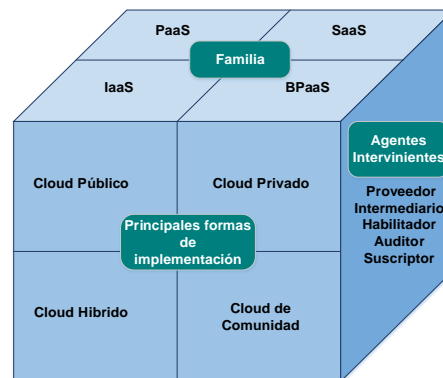 PaaS
SaaS
Familia
IaaS
BPaaS
Agentes
Intervinientes
Cloud Público
Cloud Privado
Proveedor
Intermediario
Habilitador
Auditor
Suscriptor
Principales formas
de
implementación
Cloud Hibrido
Cloud de
Comunidad